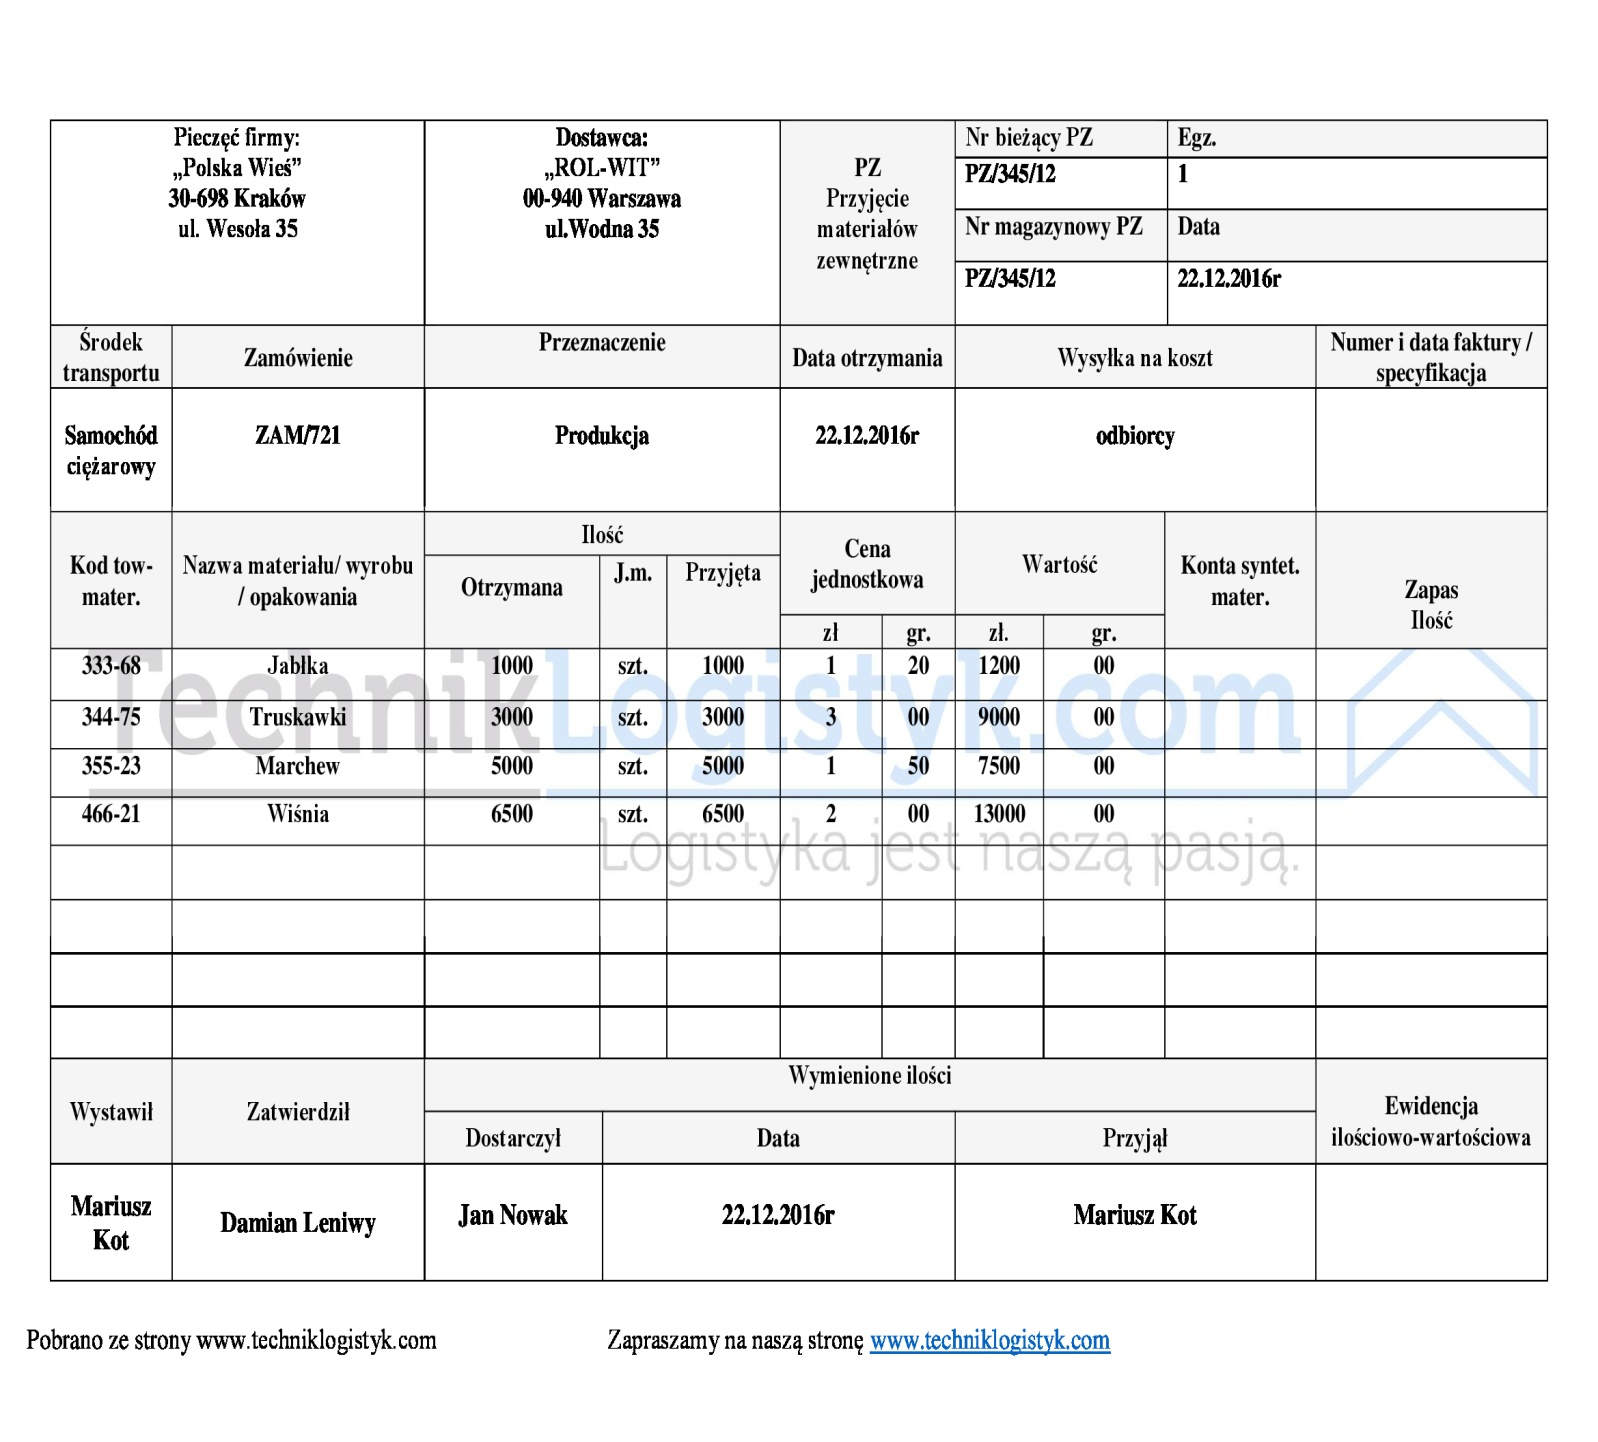 Pieczęć firmy:
„Polska Wieś”
30-698 Kraków
ul. Wesoła 35
Dostawca:
„ROL-WIT”
00-940 Warszawa
ul.Wodna 35
PZ
Przyjęcie
materiałów
zewnętrzne
Nr bieżący PZ Egz.
PZ/345/12 1
Nr magazynowy PZ Data
PZ/345/12 22.12.2016r
Środek
transportu
Zamówienie
Przeznaczenie
Data otrzymania
Wysyłka na koszt
Numer i data faktury /
specyfikacja
Samochód
ciężarowy
ZAM/721
Produkcja
22.12.2016r
odbiorcy
Kod tow-
mater.
Nazwa materiału/ wyrobu
/ opakowania
Ilość
Otrzymana J.m. Przyjęta
Cena
jednostkowa
zł gr.
Wartość
zł. gr.
Konta syntet.
mater.
Zapas
Ilość
333-68 Jabłka 1000 szt. 1000 1 20 1200 00
344-75 Truskawki 3000 szt. 3000 3 00 9000 00
355-23 Marchew 5000 szt. 5000 1 50 7500 00
466-21 Wiśnia 6500 szt. 6500 2 00 13000 00
TechnikLogistyk.com
Logistyka jest naszą pasją.
Wystawił
Zatwierdził
Wymienione ilości
Dostarczył Data Przyjął
Ewidencja
ilościowo-wartościowa
Mariusz
Kot
Damian Leniwy
Jan Nowak
22.12.2016r
Mariusz Kot
Pobrano ze strony www.techniklogistyk.com Zapraszamy na naszą stronę www.techniklogistyk.com